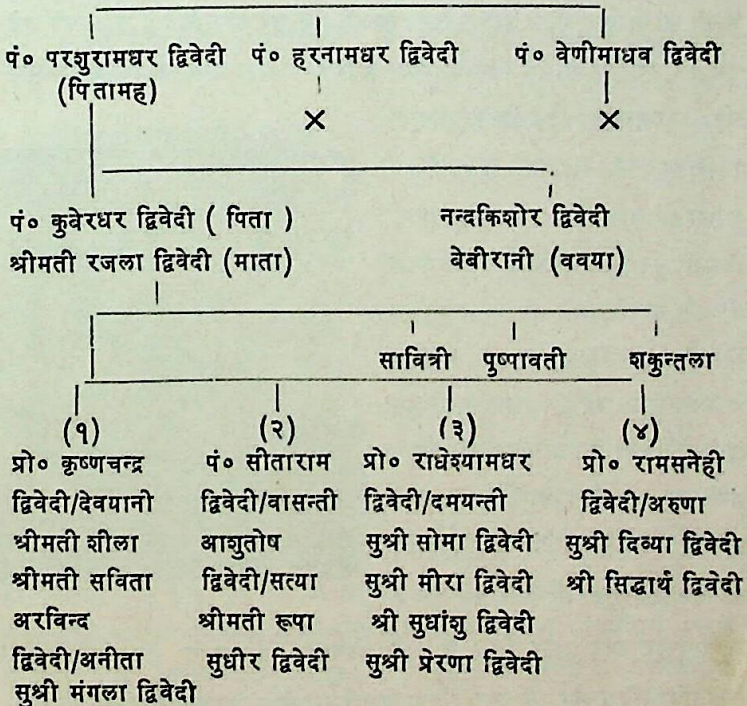 पं० परशुरामधर द्विवेदी पं० हरनामधर द्विवेदी पं० वेणीमाधव द्विवेदी
(पितामह)
× ×
पं० कुवेरधर द्विवेदी ( पिता ) नन्दकिशोर द्विवेदी
श्रीमती रजला द्विवेदी (माता) वेबीरानी (ववया)
सावित्री पुष्पावती शकुन्तला
(१) (२) (३) (४)
प्रो० कृष्णचन्द्र पं० सीताराम प्रो० राधेश्यामधर प्रो० रामसनेही
द्विवेदी/देवयानी द्विवेदी/वासन्ती द्विवेदी/दमयन्ती द्विवेदी/अरुणा
श्रीमती शीला आशुतोष सुश्री सोमा द्विवेदी सुश्री दिव्या द्विवेदी
श्रीमती सविता द्विवेदी/सत्या सुश्री मीरा द्विवेदी श्री सिद्धार्थ द्विवेदी
अरविन्द श्रीमती रूपा श्री सुधांशु द्विवेदी
द्विवेदी/अनीता सुधीर द्विवेदी सुश्री प्रेरणा द्विवेदी
सुश्री मंगला द्विवेदी